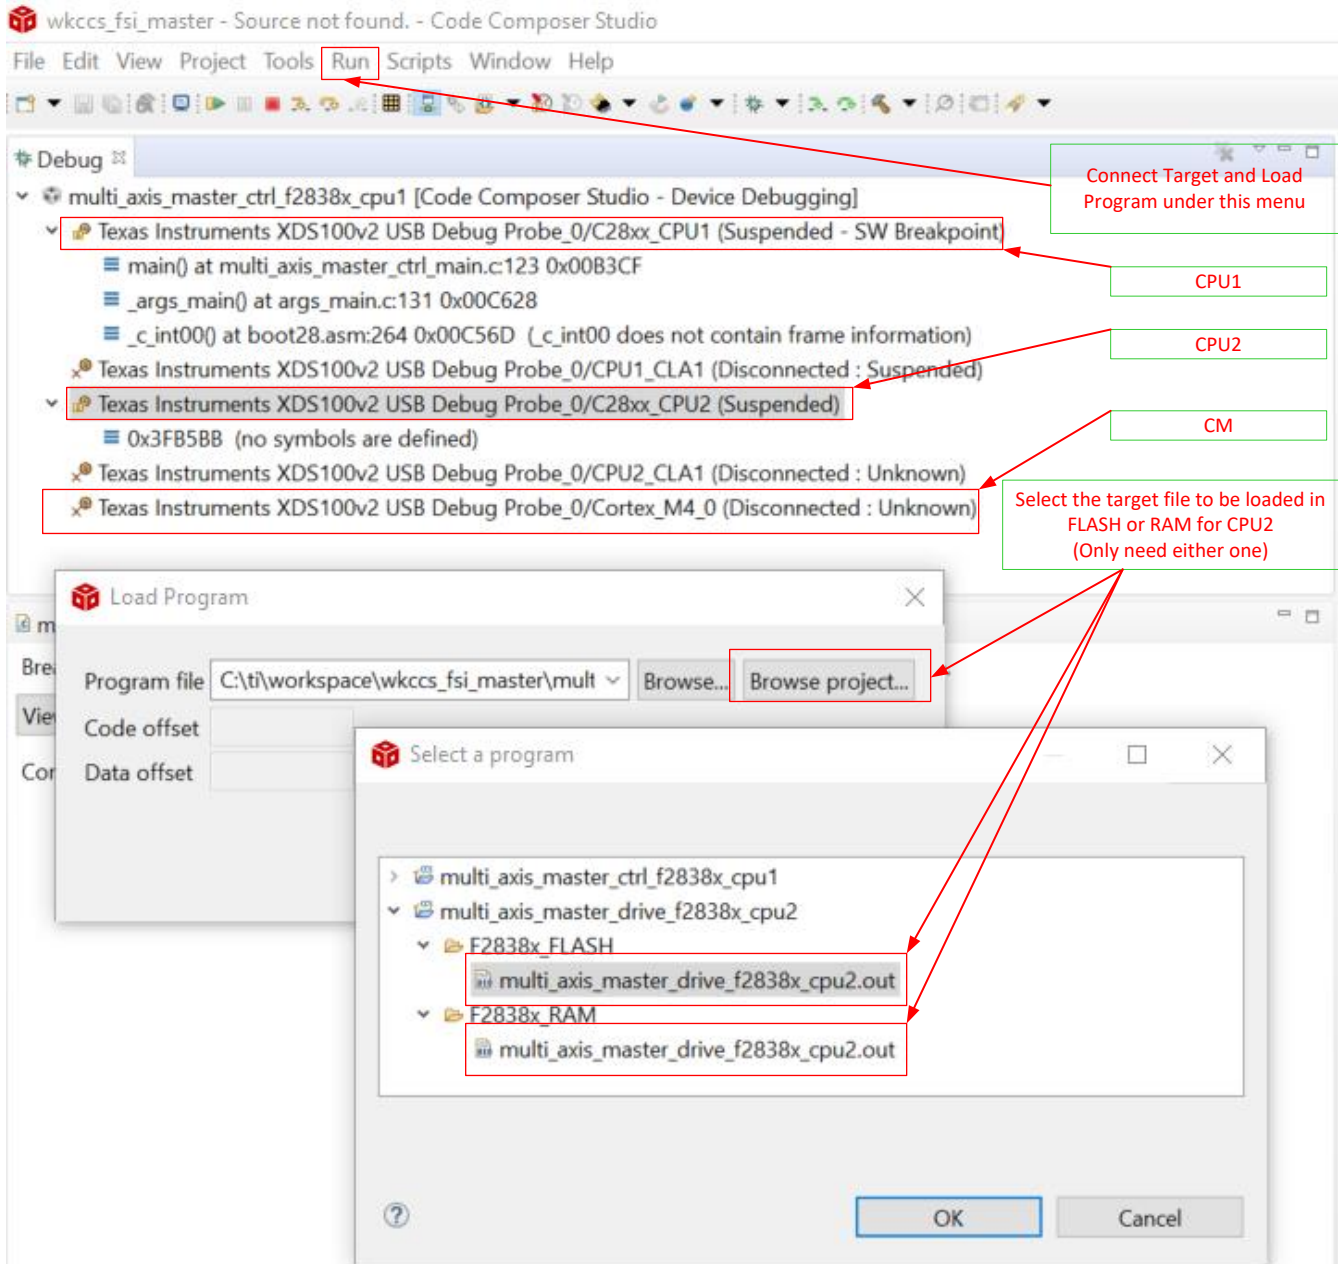 wkccs_fsi_master - Source not found. - Code Composer Studio
File Edit View Project Tools Run Scripts Window Help
Debug
Connect Target and Load
Program under this menu
multi_axis_master_ctrl_f2838x_cpu1 [Code Composer Studio - Device Debugging]
Texas Instruments XDS100v2 USB Debug Probe_0/C28xx_CPU1 (Suspended - SW Breakpoint)
main() at multi_axis_master_ctrl_main.c:123 0x00B3CF
CPU1
_args_main() at args_main.c:131 0x00C628
_c_int00() at boot28.asm:264 0x00C56D (_c_int00 does not contain frame information)
CPU2
Texas Instruments XDS100v2 USB Debug Probe_0/CPU1_CLA1 (Disconnected : Suspended)
Texas Instruments XDS100v2 USB Debug Probe_0/C28xx_CPU2 (Suspended)
CM
0x3FB5BB (no symbols are defined)
Texas Instruments XDS100v2 USB Debug Probe_0/CPU2_CLA1 (Disconnected : Unknown)
Texas Instruments XDS100v2 USB Debug Probe_0/Cortex_M4_0 (Disconnected : Unknown)
Select the target file to be loaded in
FLASH or RAM for CPU2
(Only need either one)
Load Program
m
Brea
Program file C:\ti\workspace\wkccs_fsi_master\mult Browse... Browse project...
Viev
Code offset
Cor
Data offset
Select a program
multi_axis_master_ctrl_f2838x_cpu1
multi_axis_master_drive_f2838x_cpu2
F2838x_FLASH
multi_axis_master_drive_f2838x_cpu2.out
F2838x_RAM
multi_axis_master_drive_f2838x_cpu2.out
OK Cancel